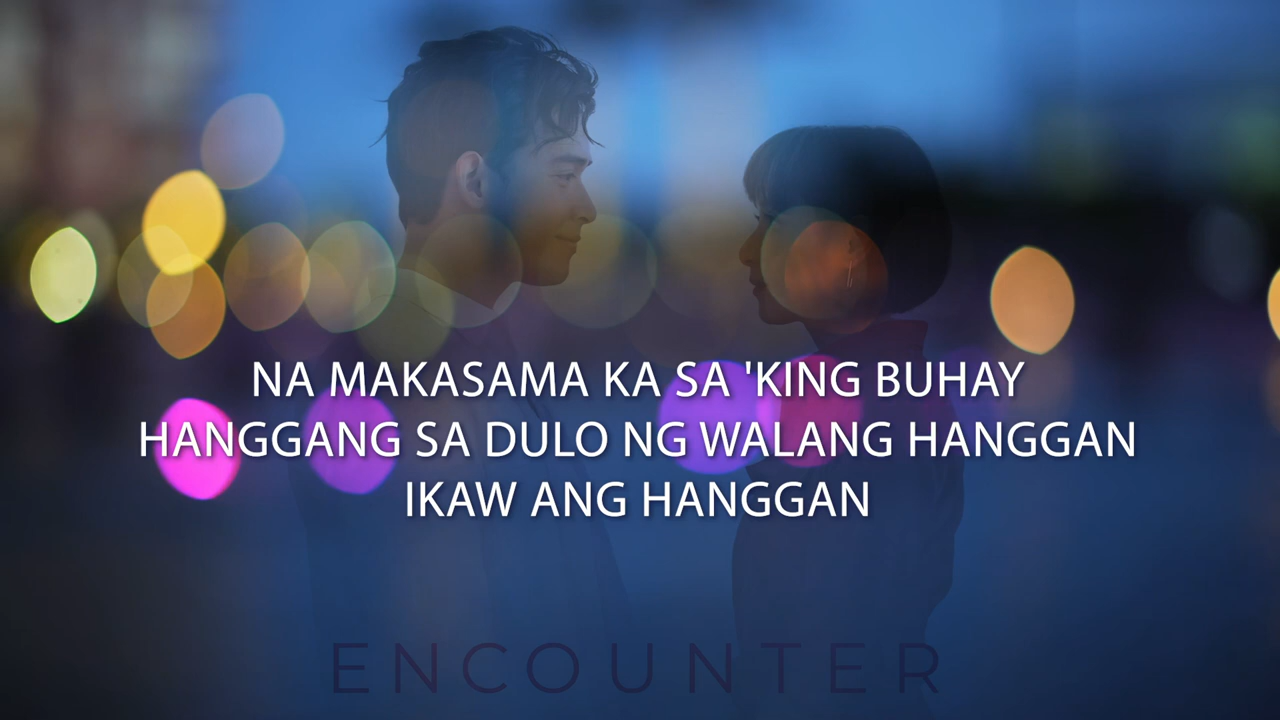 NA MAKASAMA KA SA 'KING BUHAY
HANGGANG SA DULO NG WALANG HANGGAN
IKAW ANG HANGGAN
ENCOUNTER